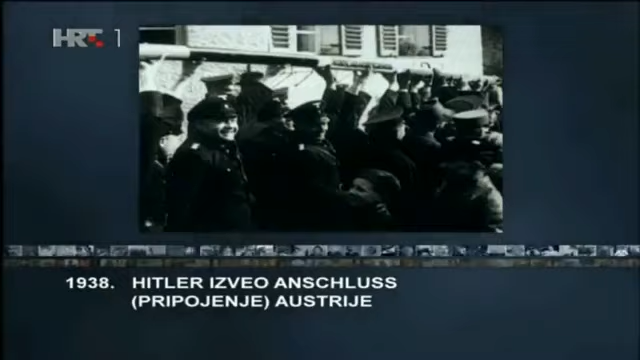 HRT 1
1938. HITLER IZVEO ANSCHLUSS
(PRIPOJENJE) AUSTRIJE